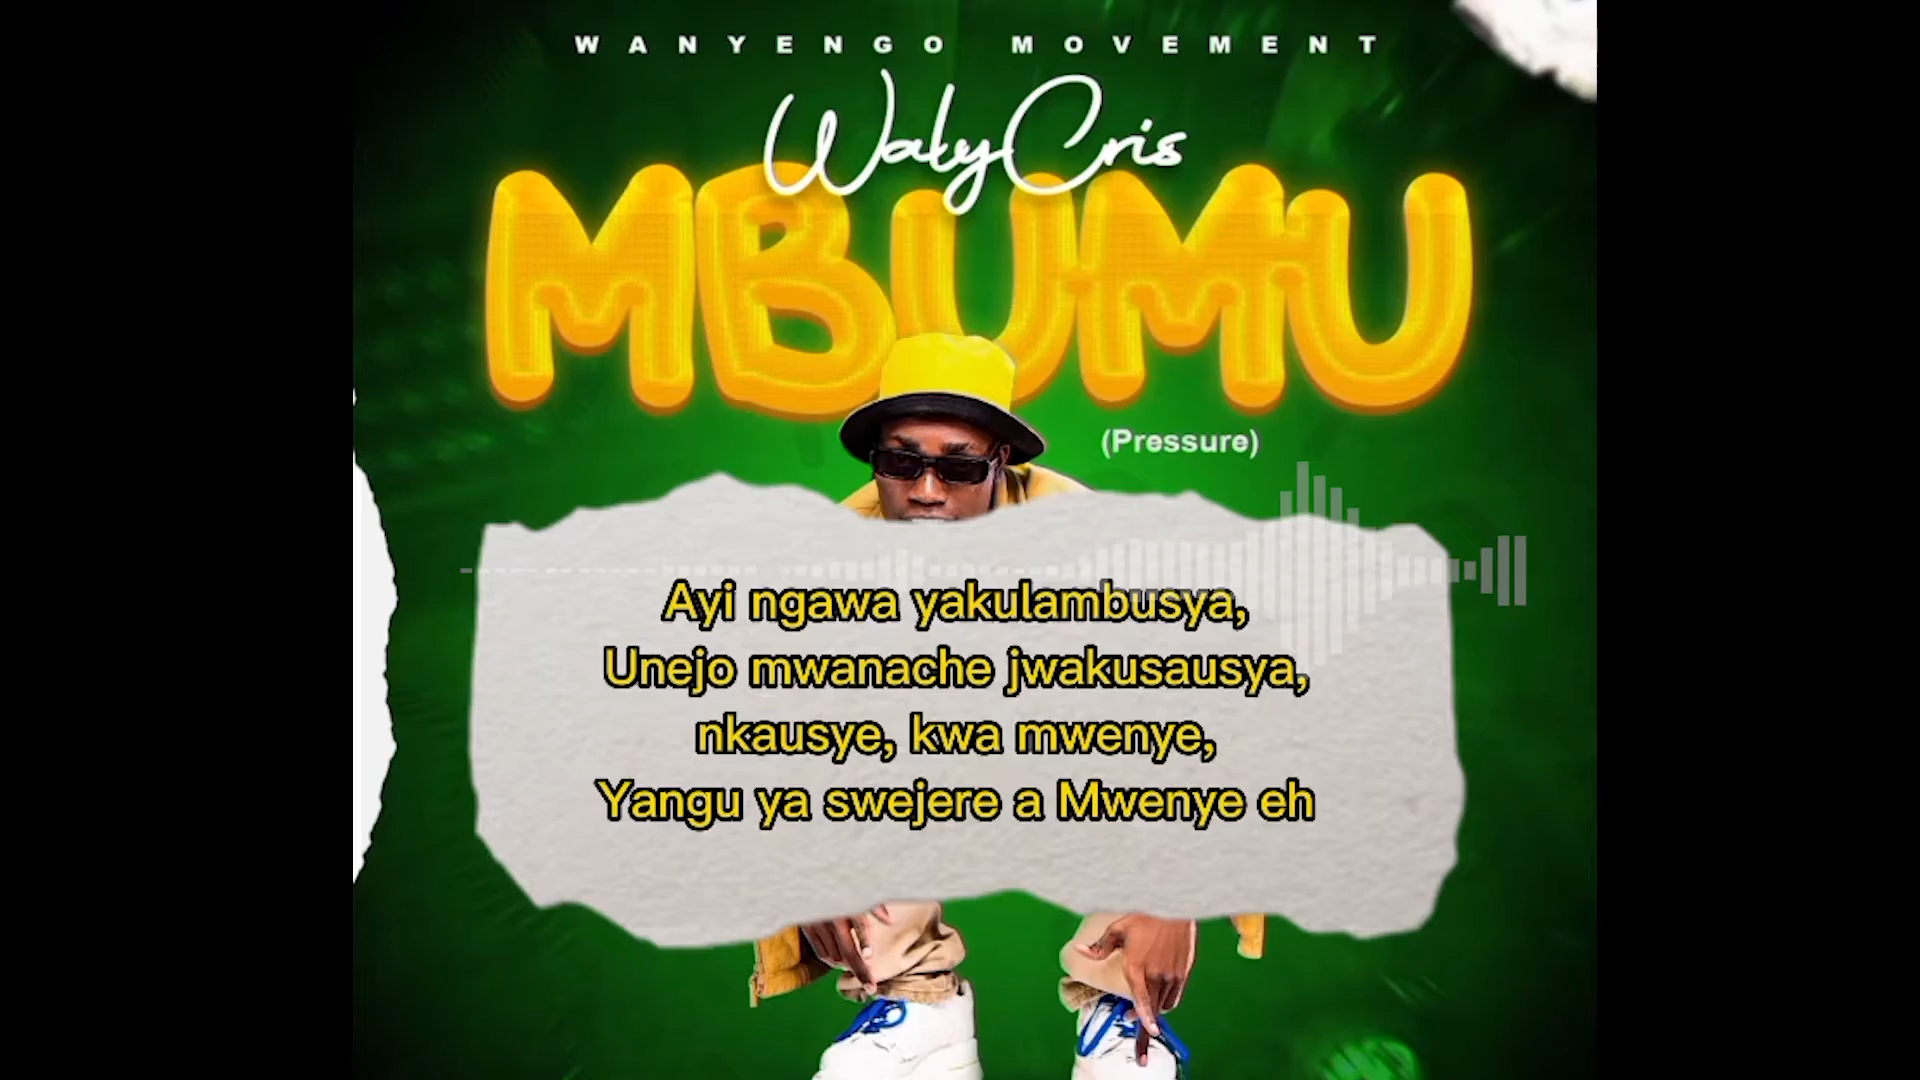 WANYENGO MOVEMENT
WalyCris
MBUMU
(Pressure)
Ayi ngawa yakulambusya,
Unejo mwanache jwakusausya,
nkausye, kwa mwenye,
Yangu ya swejere a Mwenye eh